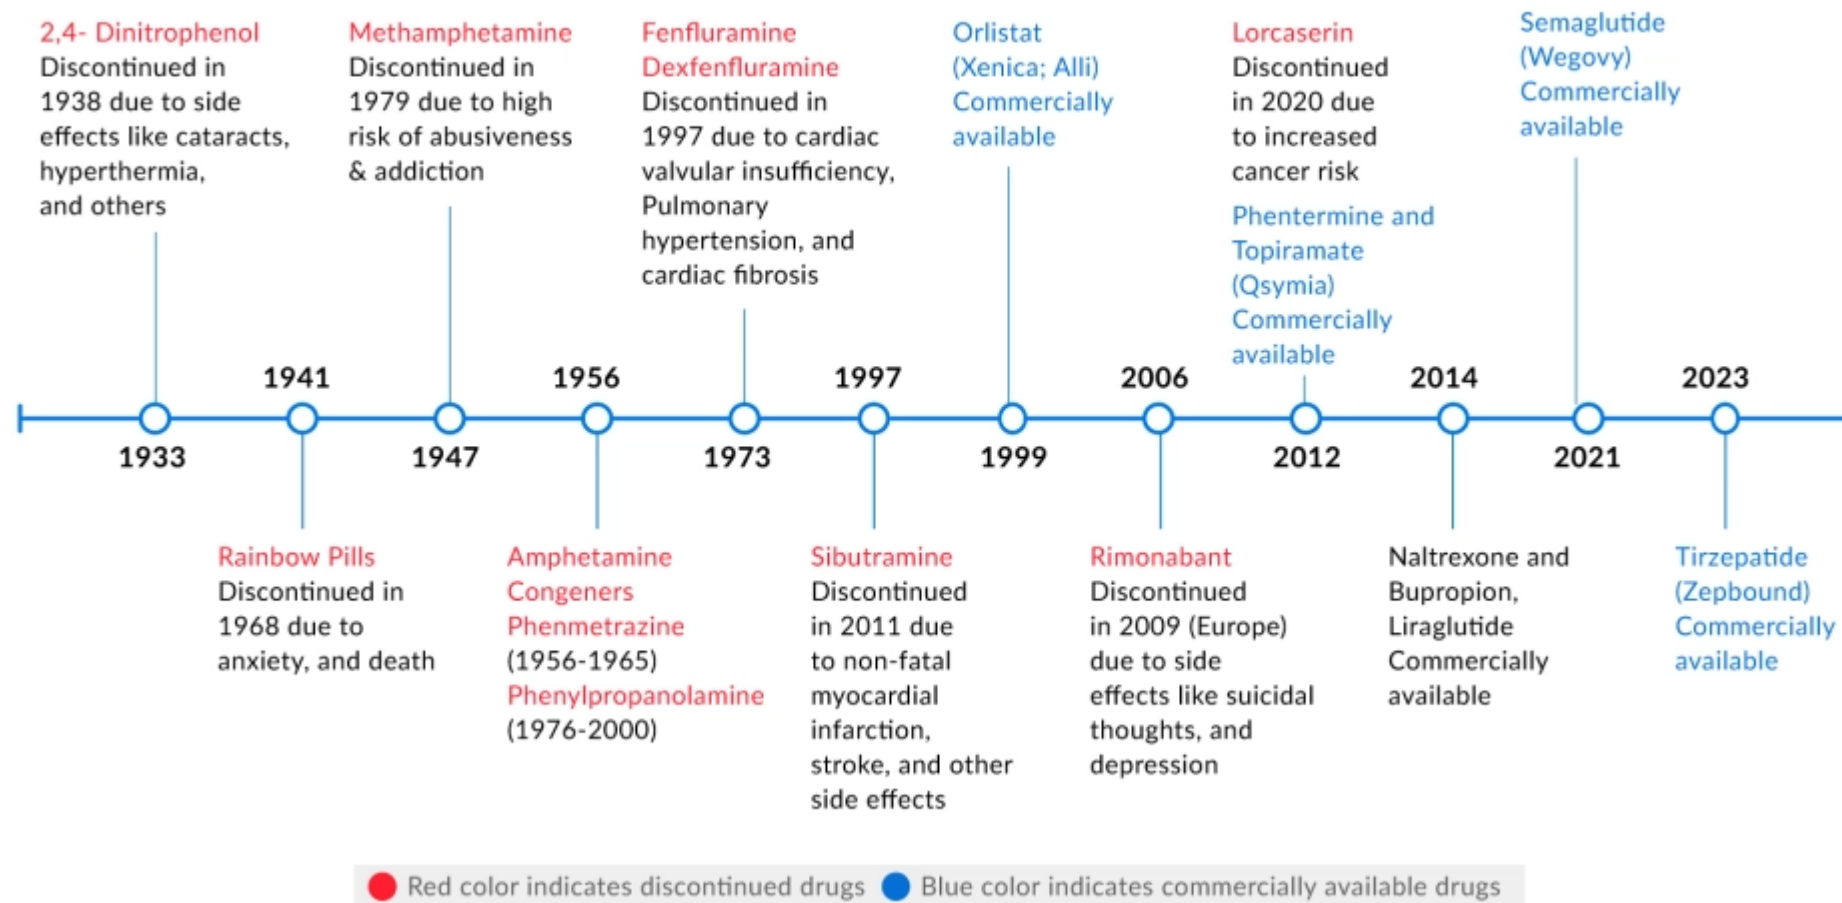 2,4- Dinitrophenol
Discontinued in
1938 due to side
effects like cataracts,
hyperthermia,
and others
Methamphetamine
Discontinued in
1979 due to high
risk of abusiveness
& addiction
Fenfluramine
Dexfenfluramine
Discontinued in
1997 due to cardiac
valvular insufficiency,
Pulmonary
hypertension, and
cardiac fibrosis
Orlistat
(Xenica; Alli)
Commercially
available
Lorcaserin
Discontinued
in 2020 due
to increased
cancer risk
Phentermine and
Topiramate
(Qsymia)
Commercially
available
Semaglutide
(Wegovy)
Commercially
available
1941
1956
1997
2006
2014
2023
1933
1947
1973
1999
2012
2021
Rainbow Pills
Discontinued in
1968 due to
anxiety, and death
Amphetamine
Congeners
Phenmetrazine
(1956-1965)
Phenylpropanolamine
(1976-2000)
Sibutramine
Discontinued
in 2011 due
to non-fatal
myocardial
infarction,
stroke, and other
side effects
Rimonabant
Discontinued
in 2009 (Europe)
due to side
effects like suicidal
thoughts, and
depression
Naltrexone and
Bupropion,
Liraglutide
Commercially
available
Tirzepatide
(Zepbound)
Commercially
available
Red color indicates discontinued drugs
Blue color indicates commercially available drugs